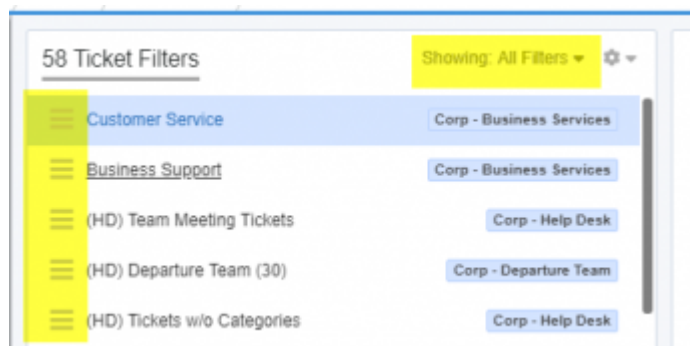 58 Ticket Filters Showing: All Filters
Customer Service Corp - Business Services
Business Support Corp - Business Services
(HD) Team Meeting Tickets Corp - Help Desk
(HD) Departure Team (30) Corp - Departure Team
(HD) Tickets w/o Categories Corp - Help Desk